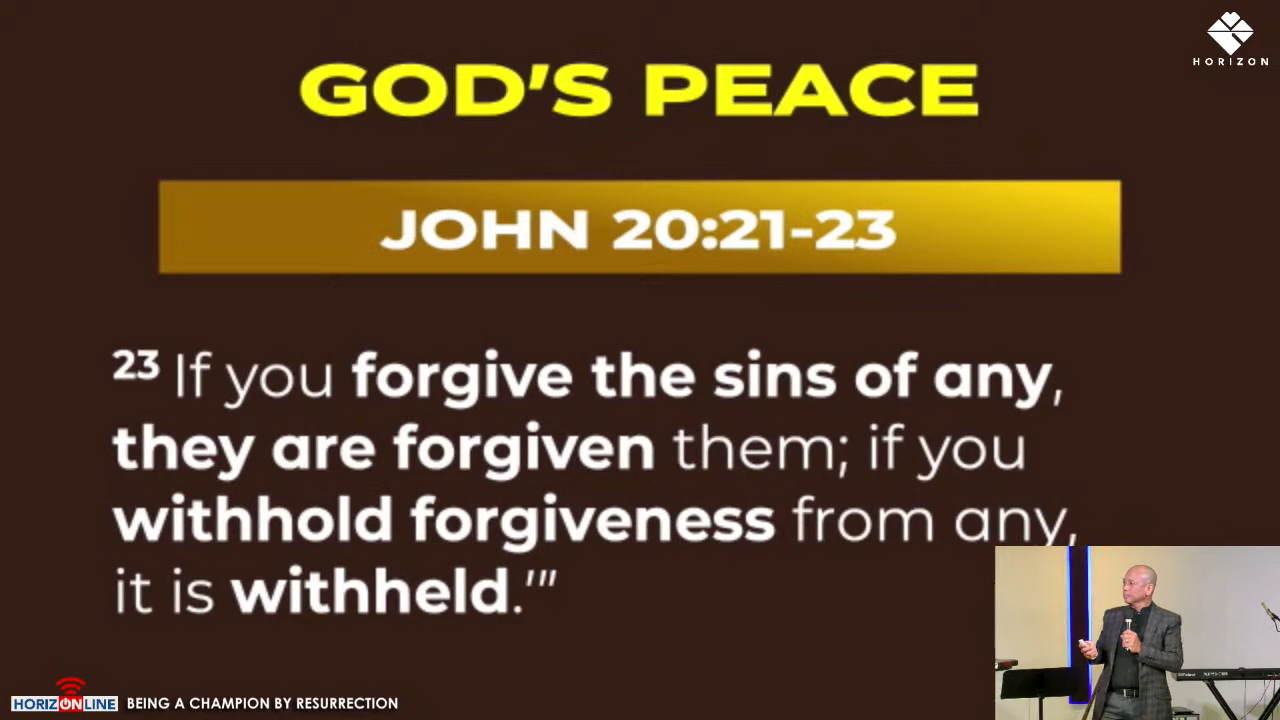 HORIZON
GOD'S PEACE
JOHN 20:21-23
23 If you forgive the sins of any,
they are forgiven them; if you
withhold forgiveness from any,
it is withheld.'"
HORIZONLINE BEING A CHAMPION BY RESURRECTION